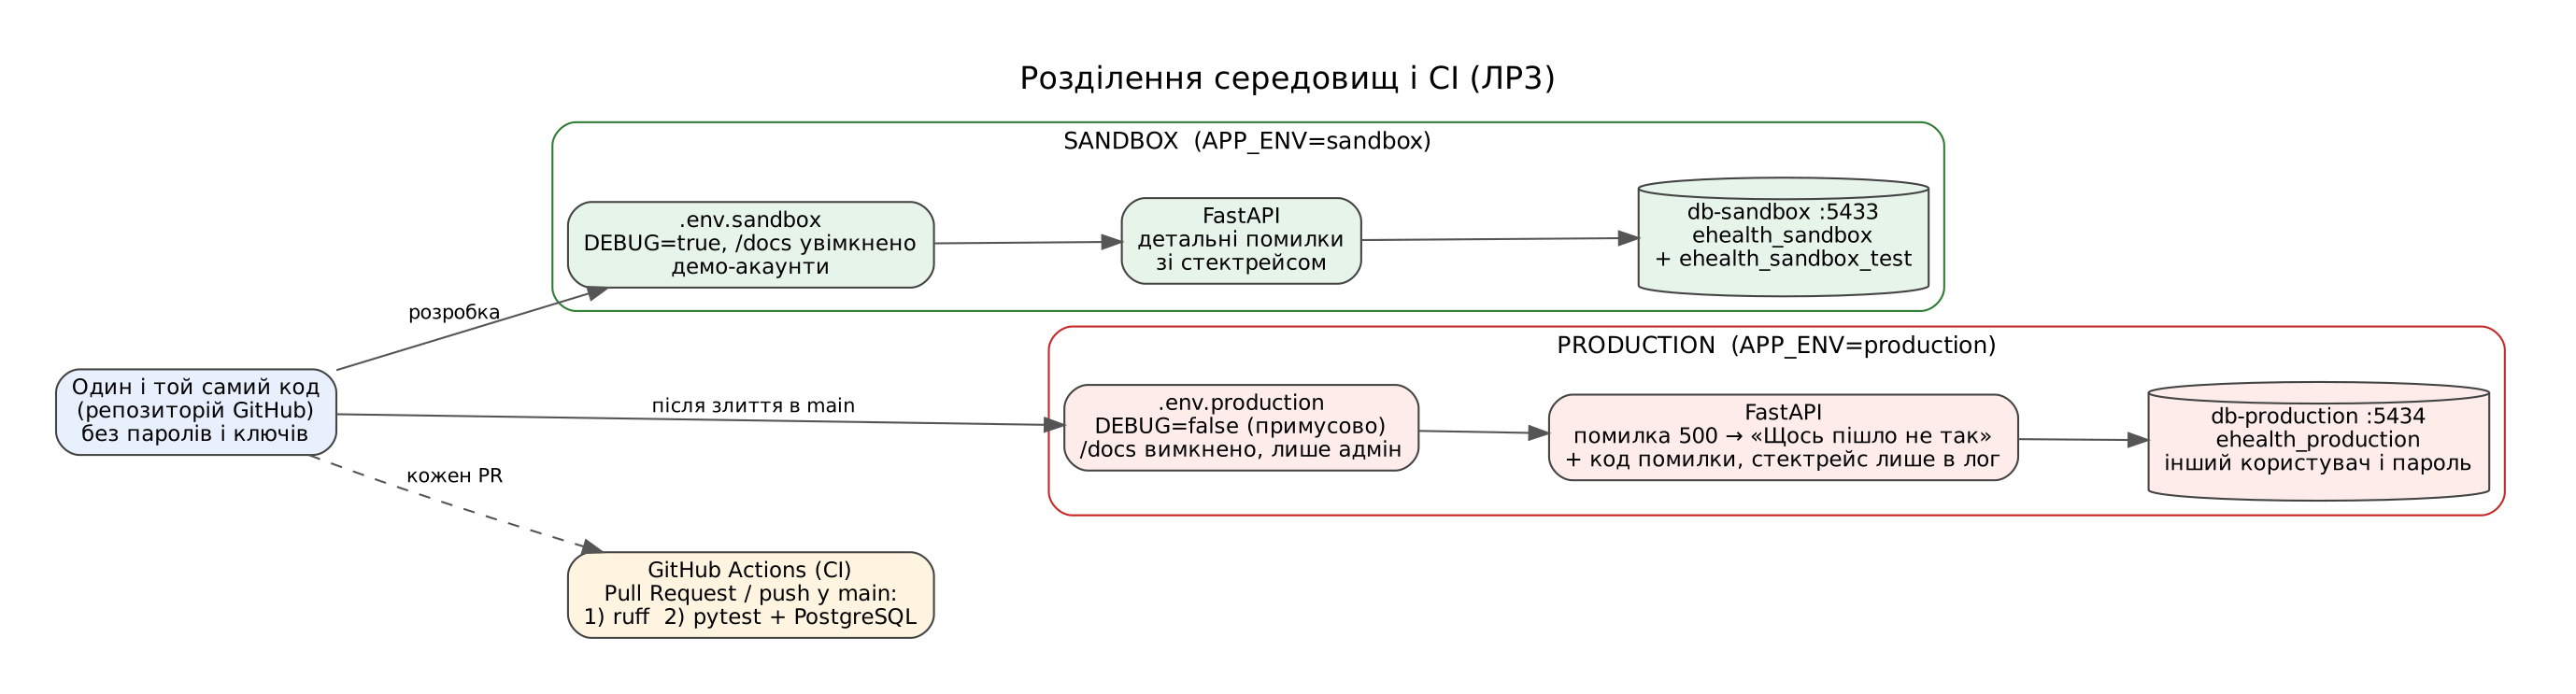 Розділення середовищ і CI (ЛР3)
SANDBOX (APP_ENV=sandbox)
.env.sandbox
DEBUG=true, /docs увімкнено
демо-акаунти
FastAPI
детальні помилки
зі стектрейсом
db-sandbox :5433
ehealth_sandbox
+ ehealth_sandbox_test
розробка
Один і той самий код
(репозиторій GitHub)
без паролів і ключів
після злиття в main
PRODUCTION (APP_ENV=production)
.env.production
DEBUG=false (примусово)
/docs вимкнено, лише адмін
FastAPI
помилка 500 → «Щось пішло не так»
+ код помилки, стектрейс лише в лог
db-production :5434
ehealth_production
інший користувач і пароль
кожен PR
GitHub Actions (CI)
Pull Request / push у main:
1) ruff 2) pytest + PostgreSQL